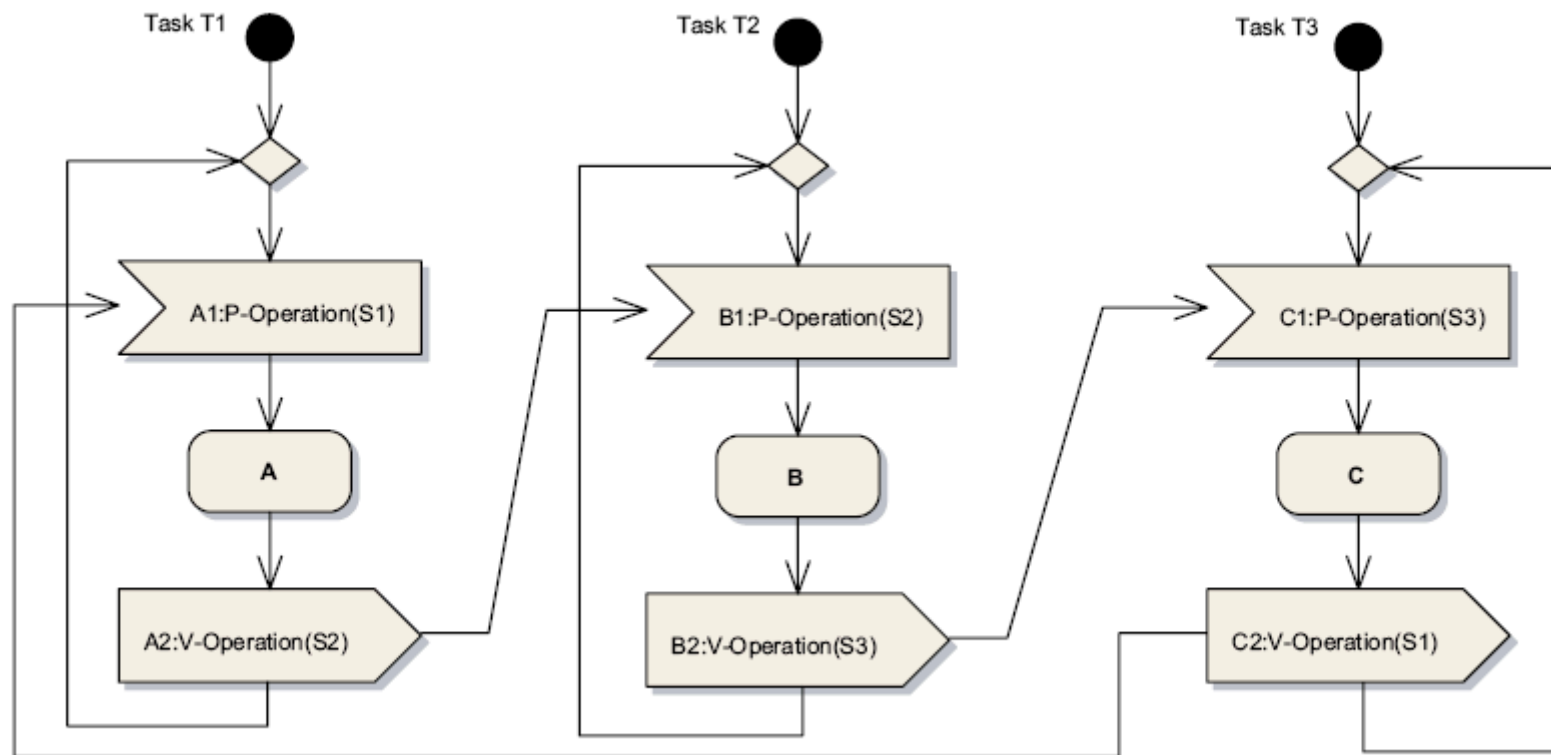 Task T1
Task T2
Task T3
A1:P-Operation(S1)
B1:P-Operation(S2)
C1:P-Operation(S3)
A
B
C
A2:V-Operation(S2)
B2:V-Operation(S3)
C2:V-Operation(S1)